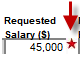 Requested
Salary ($)
45,000